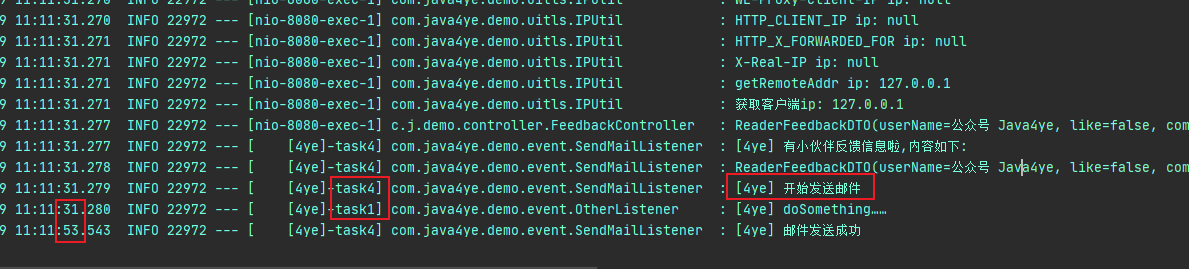 9 11:11:31.270  INFO 22972 --- [nio-8080-exec-1] com.java4ye.demo.uitls.IPUtil            : WL-Proxy-Client-IP ip: null
9 11:11:31.270  INFO 22972 --- [nio-8080-exec-1] com.java4ye.demo.uitls.IPUtil            : HTTP_CLIENT_IP ip: null
9 11:11:31.271  INFO 22972 --- [nio-8080-exec-1] com.java4ye.demo.uitls.IPUtil            : HTTP_X_FORWARDED_FOR ip: null
9 11:11:31.271  INFO 22972 --- [nio-8080-exec-1] com.java4ye.demo.uitls.IPUtil            : X-Real-IP ip: null
9 11:11:31.271  INFO 22972 --- [nio-8080-exec-1] com.java4ye.demo.uitls.IPUtil            : getRemoteAddr ip: 127.0.0.1
9 11:11:31.271  INFO 22972 --- [nio-8080-exec-1] com.java4ye.demo.uitls.IPUtil            : 获取客户端ip: 127.0.0.1
9 11:11:31.277  INFO 22972 --- [nio-8080-exec-1] c.j.demo.controller.FeedbackController   : ReaderFeedbackDTO(userName=公众号 Java4ye, like=false, com
9 11:11:31.277  INFO 22972 --- [    [4ye]-task4] com.java4ye.demo.event.SendMailListener  : [4ye] 有小伙伴反馈信息啦,内容如下:
9 11:11:31.278  INFO 22972 --- [    [4ye]-task4] com.java4ye.demo.event.SendMailListener  : ReaderFeedbackDTO(userName=公众号 Java4ye, like=false, com
9 11:11:31.279  INFO 22972 --- [    [4ye]-task4] com.java4ye.demo.event.SendMailListener  : [4ye] 开始发送邮件
9 11:11:31.280  INFO 22972 --- [    [4ye]-task1] com.java4ye.demo.event.OtherListener     : [4ye] doSomething……
9 11:11:53.543  INFO 22972 --- [    [4ye]-task4] com.java4ye.demo.event.SendMailListener  : [4ye] 邮件发送成功